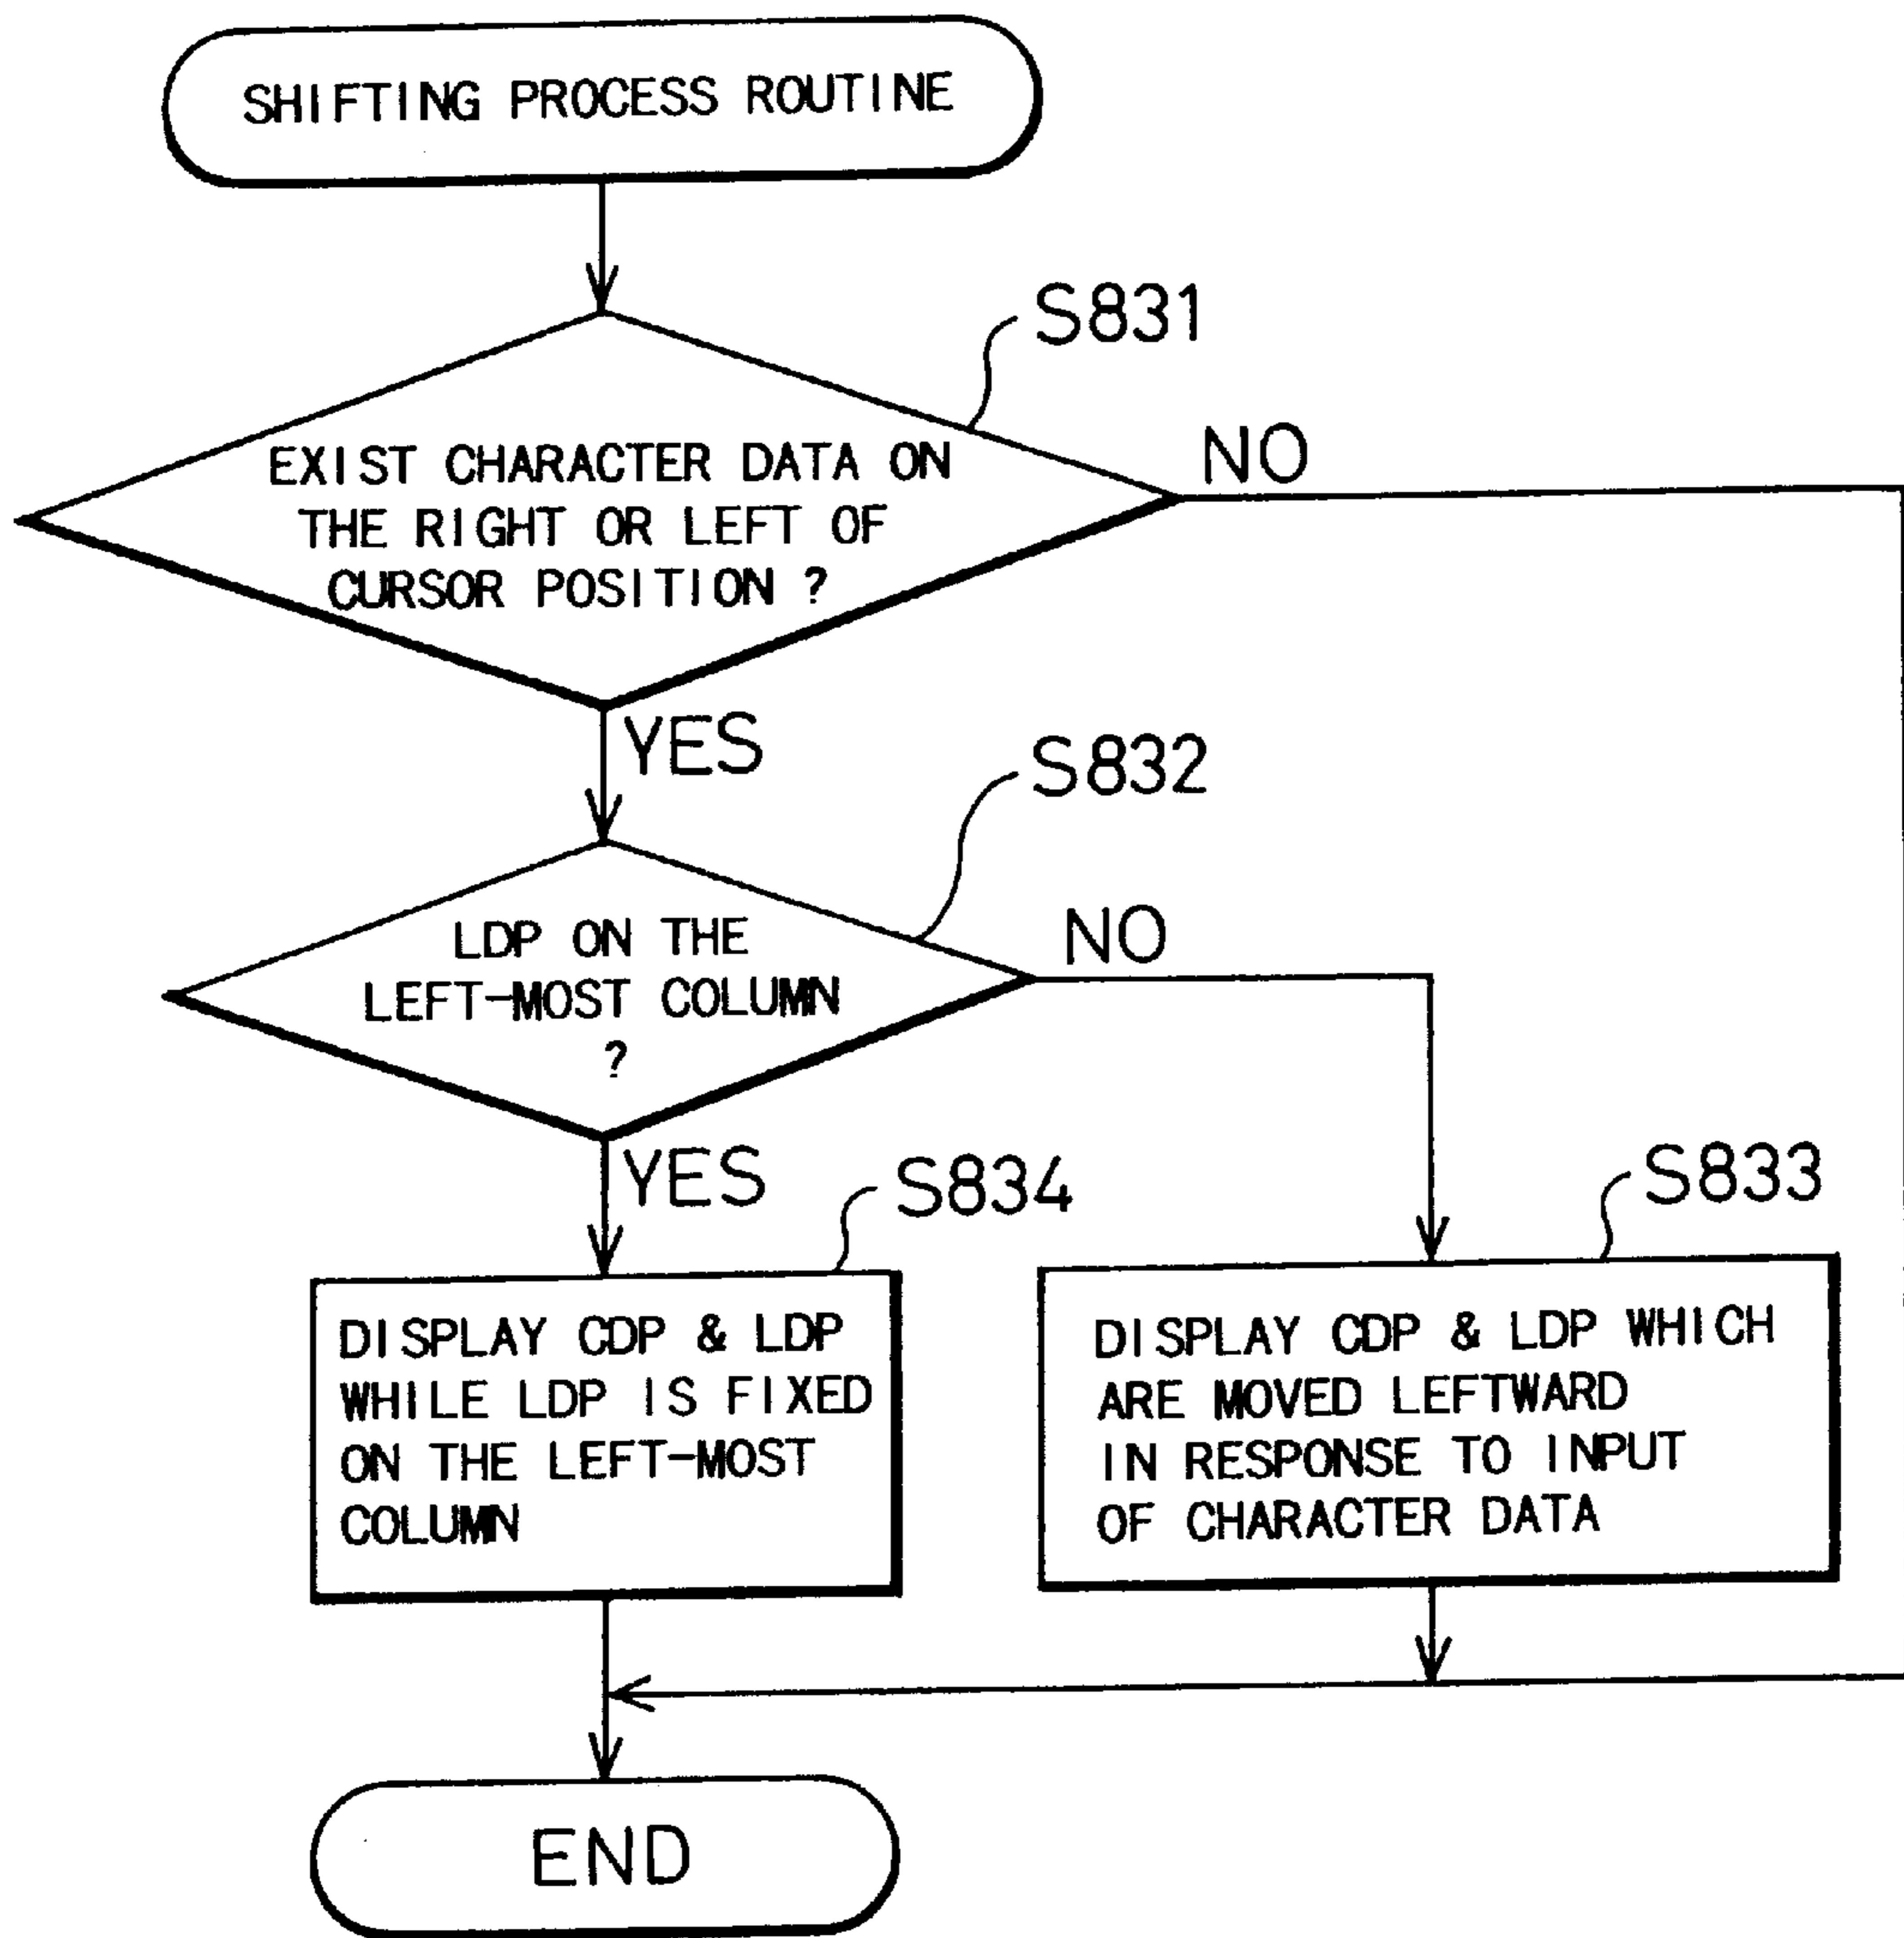 SHIFTING PROCESS ROUTINE
S831
EXIST CHARACTER DATA ON
THE RIGHT OR LEFT OF
CURSOR POSITION ?
NO
YES
S832
LDP ON THE
LEFT-MOST COLUMN
?
NO
YES
S834
S833
DISPLAY CDP & LDP
WHILE LDP IS FIXED
ON THE LEFT-MOST
COLUMN
DISPLAY CDP & LDP WHICH
ARE MOVED LEFTWARD
IN RESPONSE TO INPUT
OF CHARACTER DATA
END